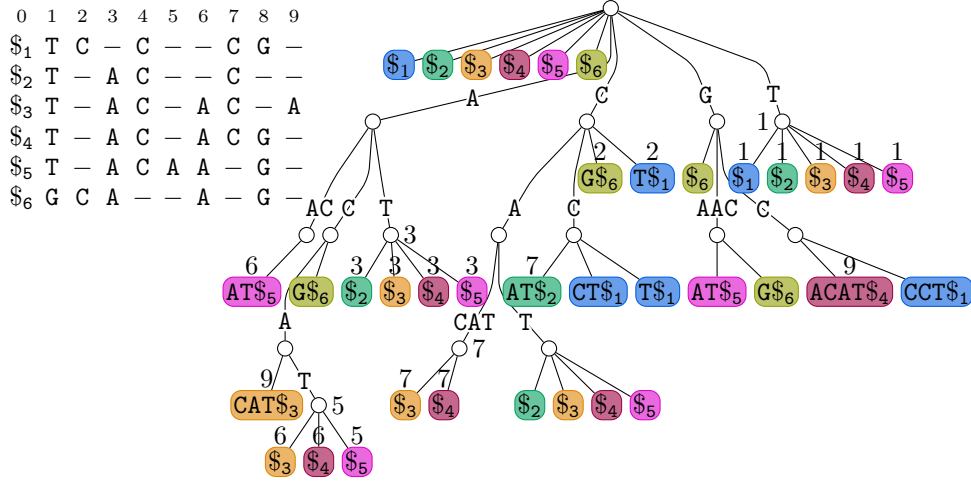 0 1 2 3 4 5 6 7 8 9
$1 T C – C – – C G –
$2 T – A C – – C – –
$3 T – A C – A C – A
$4 T – A C – A C G –
$5 T – A C A A – G –
$6 G C A – – A – G –
$1 $2 $3 $4 $5 $6
A C G T
1
2 2 1 1 1 1 1
G$6 T$1 $6 $1 $2 $3 $4 $5
AC C T A C AAC C
3
6 3 3 3 3 7 9
AT$5 G$6 $2 $3 $4 $5 AT$2 CT$1 T$1 AT$5 G$6 ACAT$4 CCT$1
A CAT T
7
9 T 7 7
CAT$3 5 $3 $4 $2 $3 $4 $5
6 6 5
$3 $4 $5